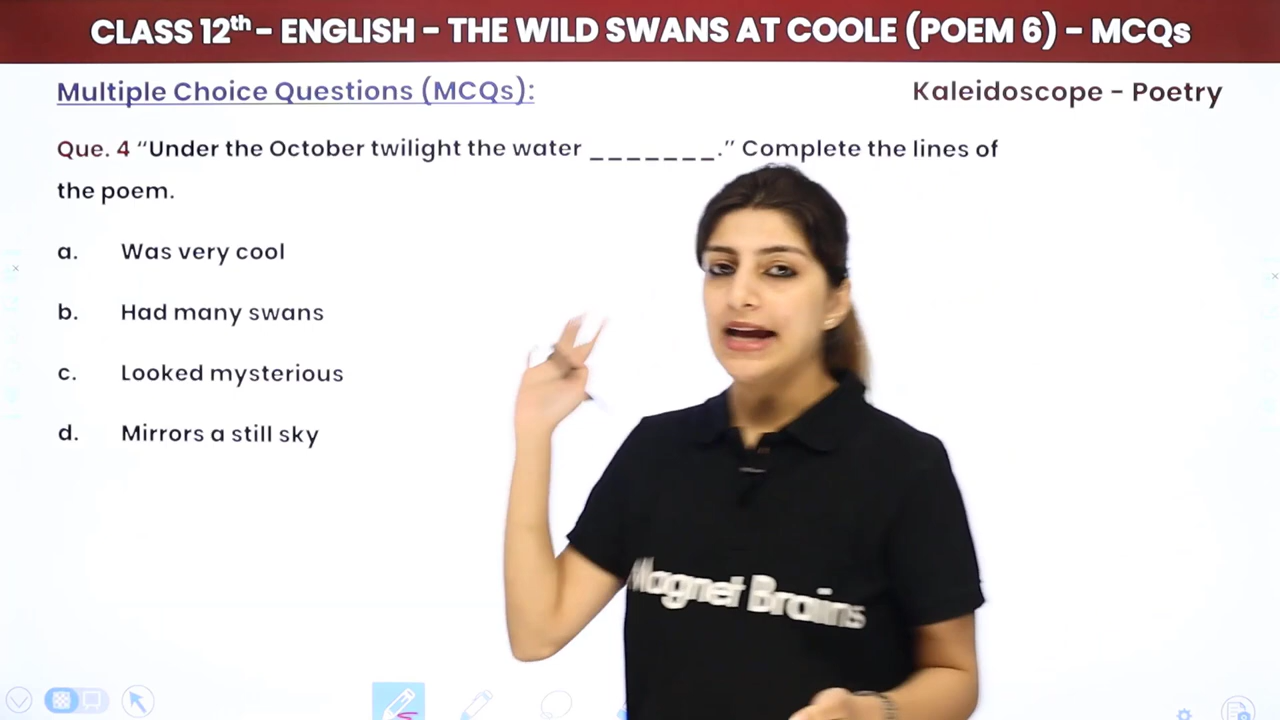 CLASS 12th – ENGLISH – THE WILD SWANS AT COOLE (POEM 6) – MCQs
Multiple Choice Questions (MCQs):
Kaleidoscope – Poetry
Que. 4 “Under the October twilight the water _______.” Complete the lines of
the poem.
a. Was very cool
b. Had many swans
c. Looked mysterious
d. Mirrors a still sky
Magnet Brains